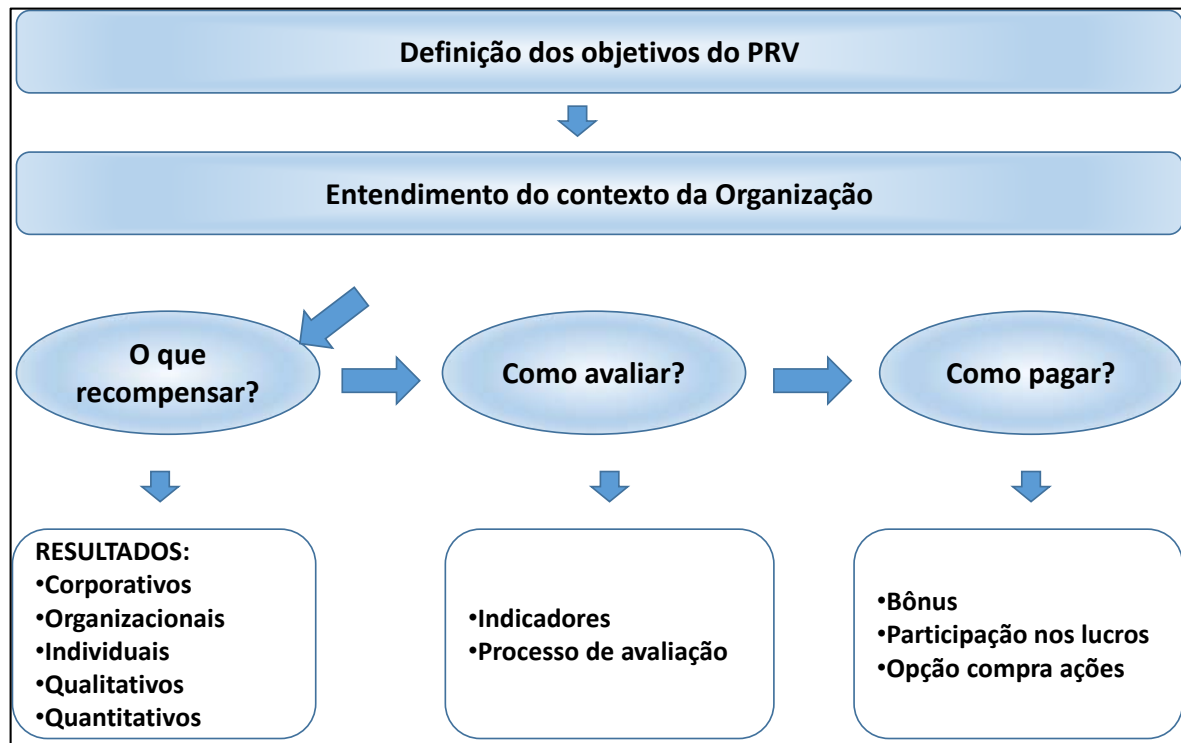 Definição dos objetivos do PRV
Entendimento do contexto da Organização
O que
recompensar?
Como avaliar?
Como pagar?
RESULTADOS:
•Corporativos
•Organizacionais
•Individuais
•Qualitativos
•Quantitativos
•Indicadores
•Processo de avaliação
•Bônus
•Participação nos lucros
•Opção compra ações